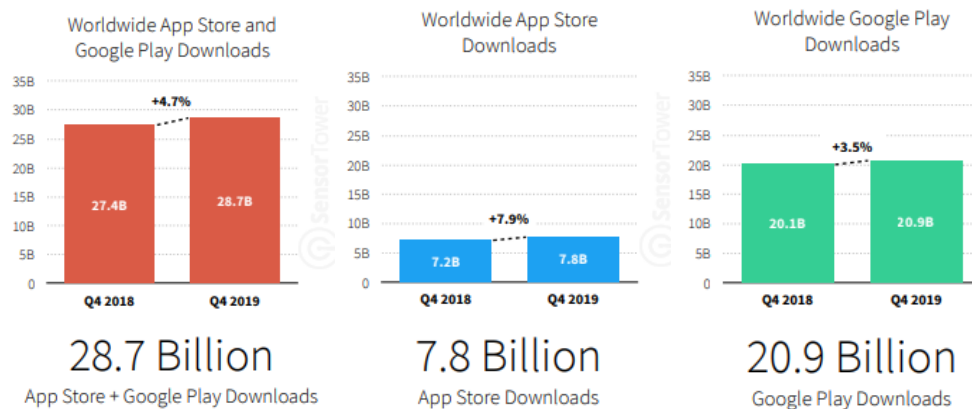 Worldwide App Store and
Google Play Downloads
35B
30B
25B
20B
15B
10B
5B
0
+4.7%
27.4B
28.7B
Q4 2018
Q4 2019
28.7 Billion
App Store + Google Play Downloads
SensorTower
Worldwide App Store
Downloads
35B
30B
25B
20B
15B
10B
5B
0
+7.9%
7.2B
7.8B
Q4 2018
Q4 2019
7.8 Billion
App Store Downloads
SensorTower
Worldwide Google Play
Downloads
35B
30B
25B
20B
15B
10B
5B
0
+3.5%
20.1B
20.9B
Q4 2018
Q4 2019
20.9 Billion
Google Play Downloads